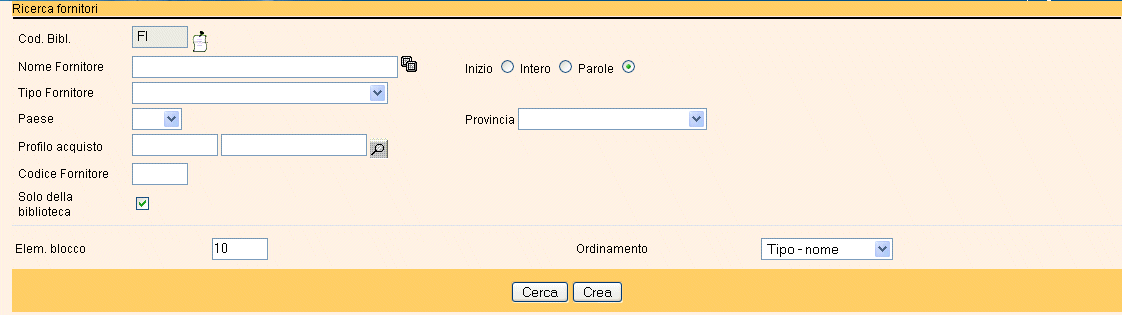 Ricerca fornitori
Cod. Bibl. FI
Nome Fornitore Inizio Intero Parole
Tipo Fornitore
Paese Provincia
Profilo acquisto
Codice Fornitore
Solo della
biblioteca
Elem. blocco 10 Ordinamento Tipo - nome
Cerca Crea